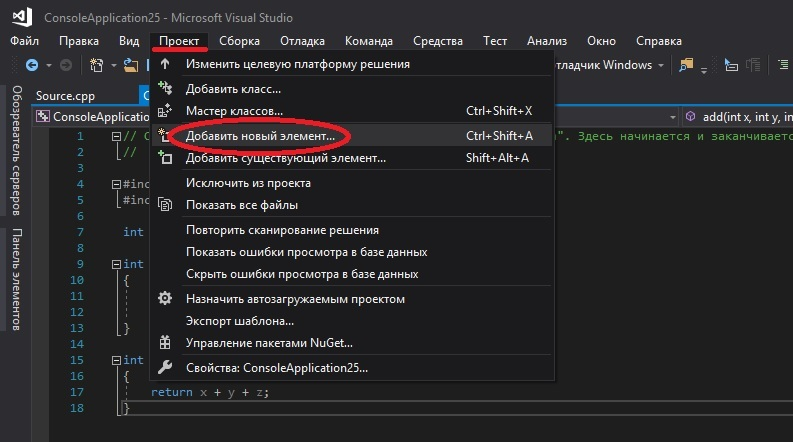 ConsoleApplication25 - Microsoft Visual Studio
Файл Правка Вид Проект Сборка Отладка Команда Средства Тест Анализ Окно Справка
Изменить целевую платформу решения
Windows
Добавить класс...
Source.cpp
Мастер классов... Ctrl+Shift+X
add(int x, int y, in
Добавить новый элемент... Ctrl+Shift+A
1 // ". Здесь начинается и заканчивает
Добавить существующий элемент... Shift+Alt+A
2 //
3
Исключить из проекта
4 #inc
Показать все файлы
5 #inc
6
Повторить сканирование решения
7 int
Показать ошибки просмотра в базе данных
8
Скрыть ошибки просмотра в базе данных
9 int
10 {
Назначить автозагружаемым проектом
11
Экспорт шаблона...
12
Управление пакетами NuGet...
13 }
14
Свойства: ConsoleApplication25...
15 int
16 {
17 return x + y + z;
18 }
Обозреватель серверов
Панель элементов